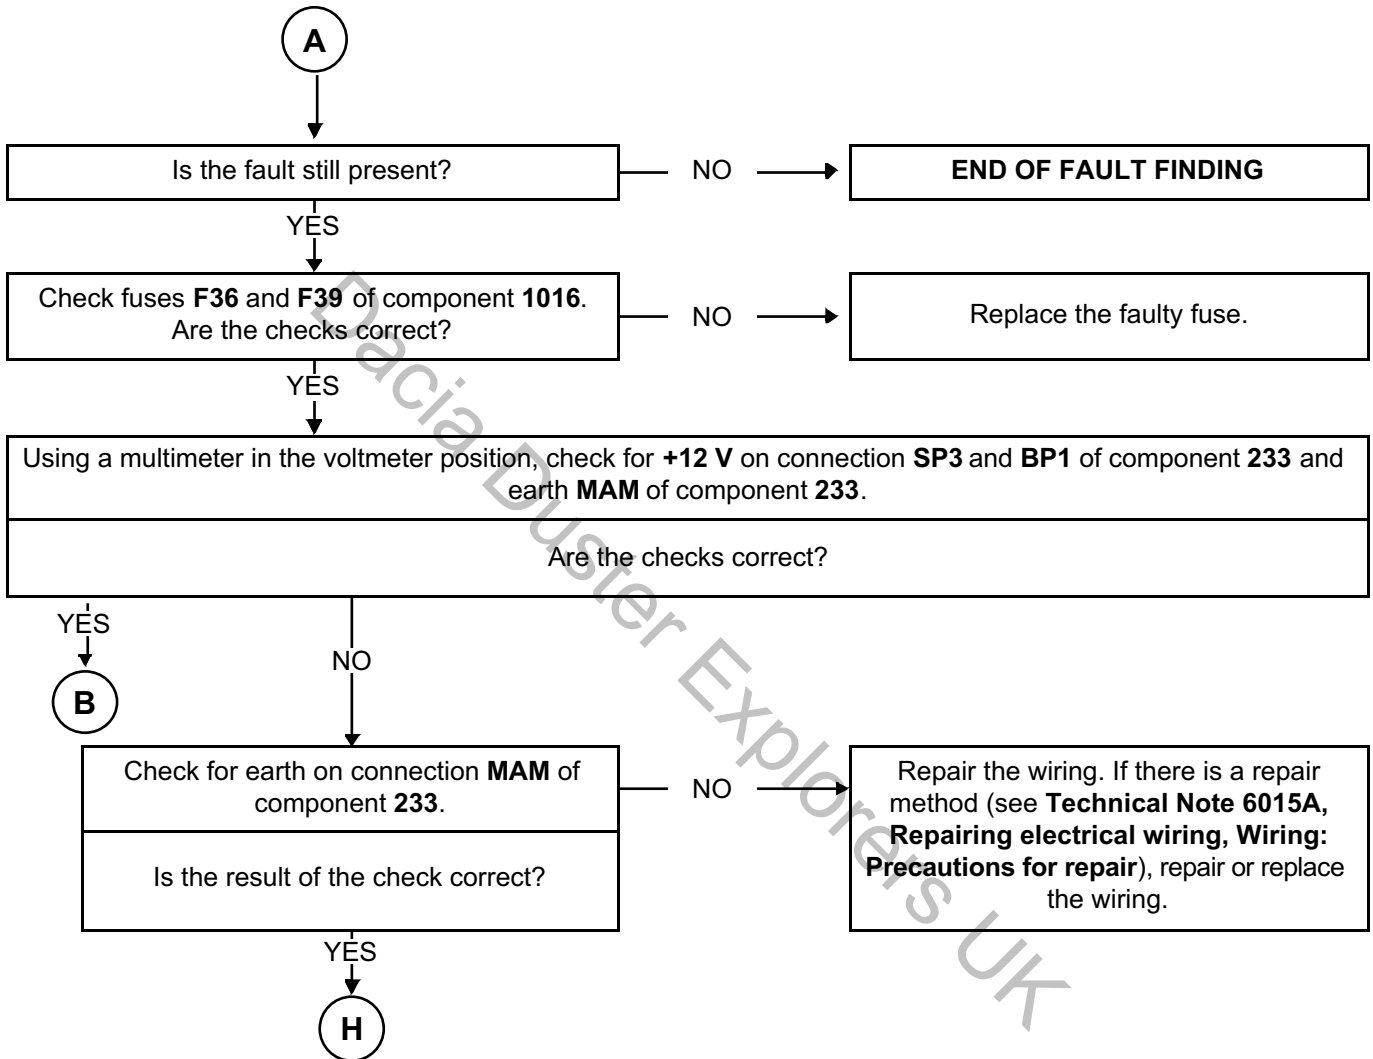 A
Is the fault still present?
NO
END OF FAULT FINDING
YES
Check fuses F36 and F39 of component 1016.
Are the checks correct?
NO
Replace the faulty fuse.
YES
Using a multimeter in the voltmeter position, check for +12 V on connection SP3 and BP1 of component 233 and
earth MAM of component 233.
Are the checks correct?
YES
B
NO
Check for earth on connection MAM of
component 233.
Is the result of the check correct?
NO
Repair the wiring. If there is a repair
method (see Technical Note 6015A,
Repairing electrical wiring, Wiring:
Precautions for repair), repair or replace
the wiring.
YES
H
Dacia Duster Explorers UK